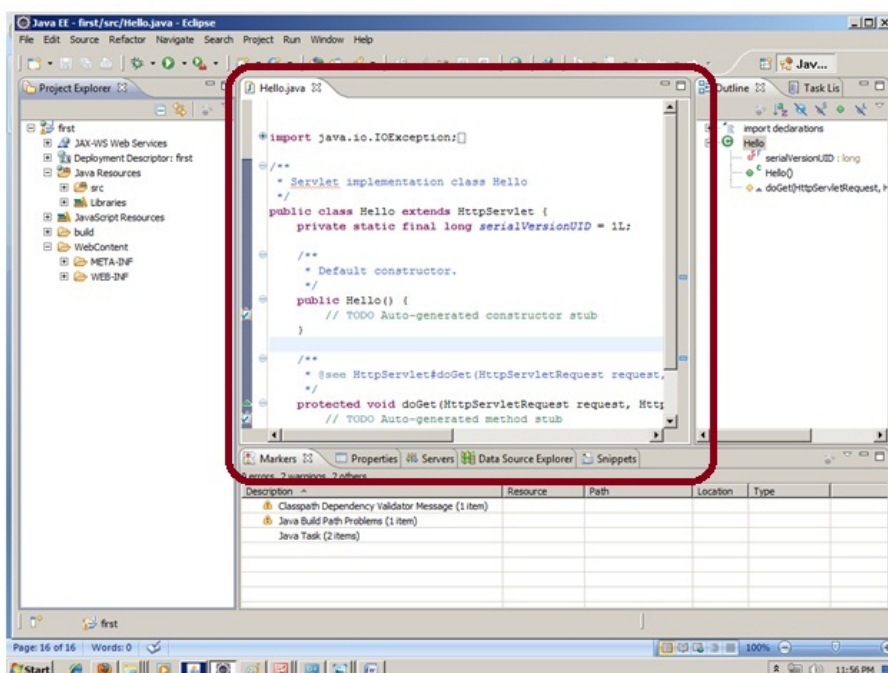 Java EE - first/src/Hello.java - Eclipse
File Edit Source Refactor Navigate Search Project Run Window Help
Jav...
Project Explorer
first
JAX-WS Web Services
Deployment Descriptor: first
Java Resources
src
Libraries
JavaScript Resources
build
WebContent
META-INF
WEB-INF
Hello.java
import java.io.IOException;
/**
* Servlet implementation class Hello
*/
public class Hello extends HttpServlet {
private static final long serialVersionUID = 1L;
/**
* Default constructor.
*/
public Hello() {
// TODO Auto-generated constructor stub
}
/**
* @see HttpServlet#doGet(HttpServletRequest request,
*/
protected void doGet(HttpServletRequest request, Http
// TODO Auto-generated method stub
Outline Task Lis
import declarations
Hello
serialVersionUID : long
Hello()
doGet(HttpServletRequest, H
Markers Properties Servers Data Source Explorer Snippets
0 errors, 2 warnings, 2 others
Description Resource Path Location Type
Classpath Dependency Validator Message (1 item)
Java Build Path Problems (1 item)
Java Task (2 items)
first
Page: 16 of 16 Words: 0 100%
Start 11:56 PM